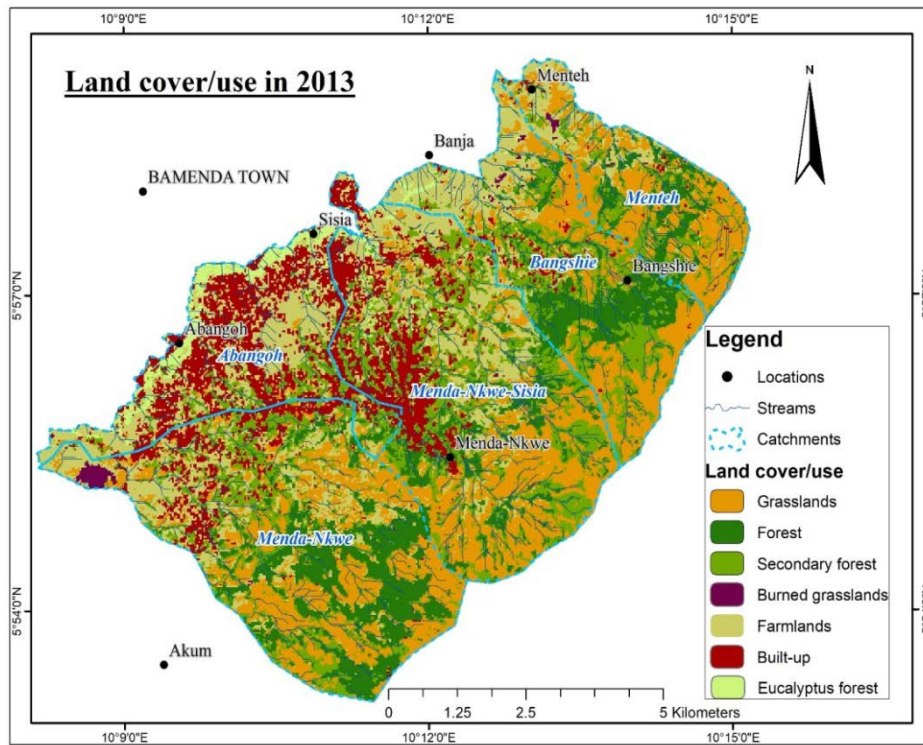 10°9'0"E 10°12'0"E 10°15'0"E
Land cover/use in 2013
N
Menteh
Banja
BAMENDA TOWN
Menteh
Sisia
Bangshie
Bangshie
5°57'0"N
Abangoh
Abangoh
Menda-Nkwe-Sisia
Menda-Nkwe
Menda-Nkwe
5°54'0"N
Akum
Legend
Locations
Streams
Catchments
Land cover/use
Grasslands
Forest
Secondary forest
Burned grasslands
Farmlands
Built-up
Eucalyptus forest
0 1.25 2.5 5 Kilometers
10°9'0"E 10°12'0"E 10°15'0"E